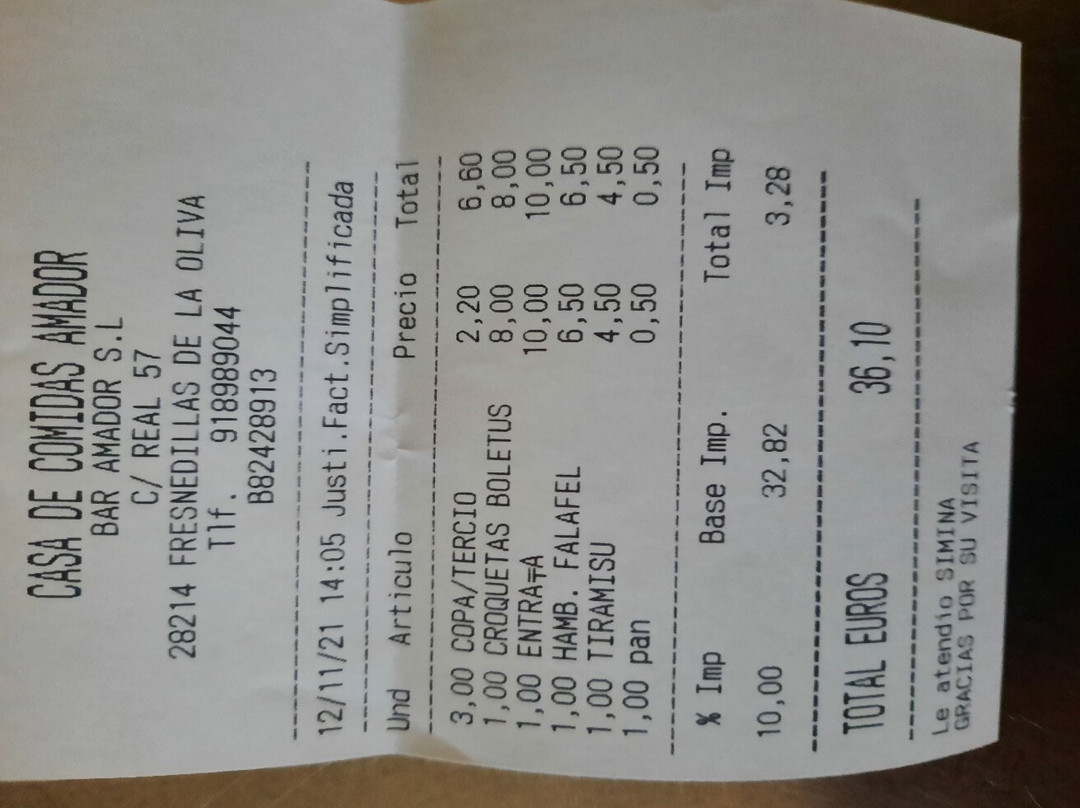 CASA DE COMIDAS AMADOR
BAR AMADOR S.L
C/ REAL 57
28214 FRESNEDILLAS DE LA OLIVA
Tlf. 918989044
B82428913
12/11/21 14:05 Justi.Fact.Simplificada
Und Articulo Precio Total
3,00 COPA/TERCIO 2,20 6,60
1,00 CROQUETAS BOLETUS 8,00 8,00
1,00 ENTRA╤A 10,00 10,00
1,00 HAMB. FALAFEL 6,50 6,50
1,00 TIRAMISU 4,50 4,50
1,00 pan 0,50 0,50
% Imp Base Imp. Total Imp
10,00 32,82 3,28
TOTAL EUROS 36,10
Le atendio SIMINA
GRACIAS POR SU VISITA